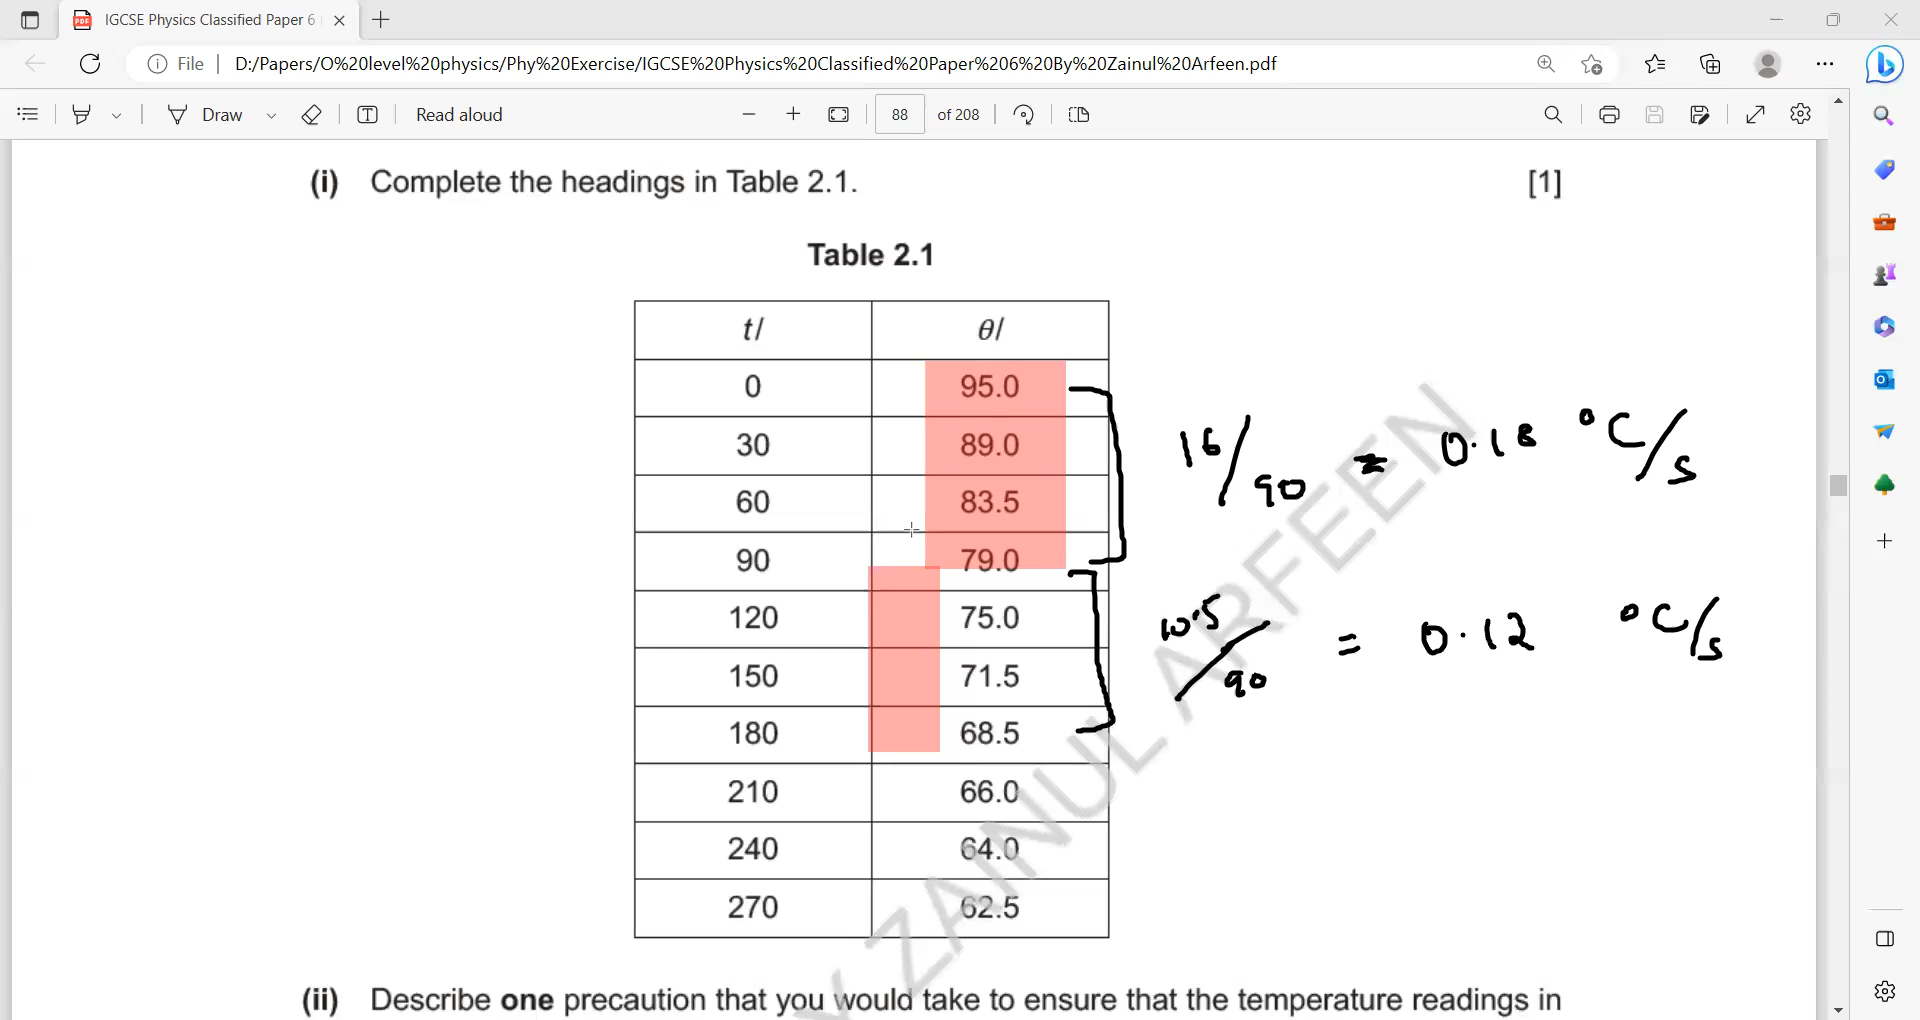 IGCSE Physics Classified Paper 6
File
D:/Papers/O%20level%20physics/Phy%20Exercise/IGCSE%20Physics%20Classified%20Paper%206%20By%20Zainul%20Arfeen.pdf
Draw
Read aloud
88 of 208
(i) Complete the headings in Table 2.1. [1]
Table 2.1
t/ θ/
0 95.0
30 89.0
60 83.5
90 79.0
120 75.0
150 71.5
180 68.5
210 66.0
240 64.0
270 62.5
16/90 = 0.18 °C/s
10.5/90 = 0.12 °C/s
(ii) Describe one precaution that you would take to ensure that the temperature readings in
Y ZAINUL ARFEEN